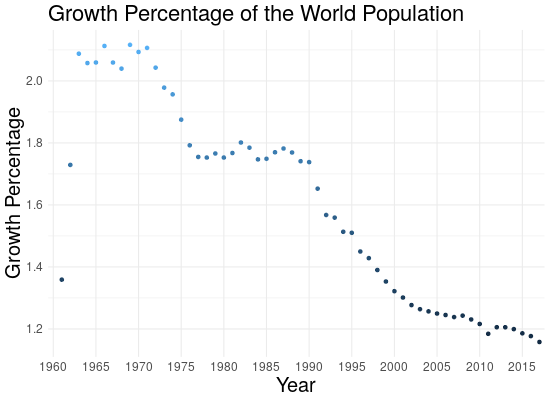 Growth Percentage of the World Population
Growth Percentage
2.0
1.8
1.6
1.4
1.2
1960 1965 1970 1975 1980 1985 1990 1995 2000 2005 2010 2015
Year